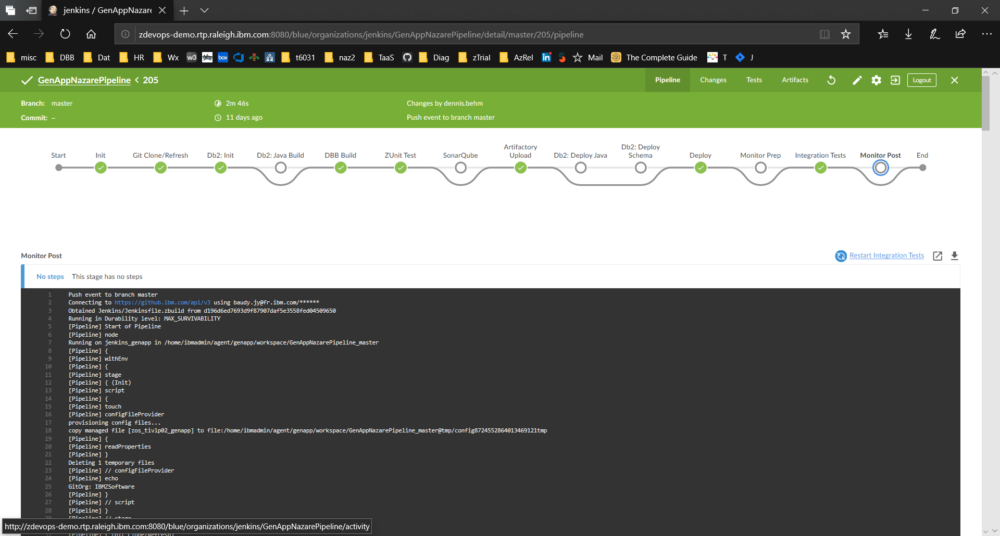 jenkins / GenAppNazare
zdevops-demo.rtp.raleigh.ibm.com:8080/blue/organizations/jenkins/GenAppNazarePipeline/detail/master/205/pipeline
misc DBB Dat HR Wx w3 box t6031 naz2 TaaS Diag zTrial AzRel in Mail The Complete Guide T J
GenAppNazarePipeline < 205 Pipeline Changes Tests Artifacts Logout
Branch: master 2m 46s Changes by dennis.behm
Commit: – 11 days ago Push event to branch master
Start Init Git Clone/Refresh Db2: Init Db2: Java Build DBB Build ZUnit Test SonarQube Artifactory Upload Db2: Deploy Java Db2: Deploy Schema Deploy Monitor Prep Integration Tests Monitor Post End
Monitor Post Restart Integration Tests
No steps This stage has no steps
1 Push event to branch master
2 Connecting to https://github.ibm.com/api/v3 using baudy.jy@fr.ibm.com/******
3 Obtained Jenkins/Jenkinsfile.zbuild from d196d6ed7693d9f87907daf5e3558fed04509650
4 Running in Durability level: MAX_SURVIVABILITY
5 [Pipeline] Start of Pipeline
6 [Pipeline] node
7 Running on jenkins_genapp in /home/ibmadmin/agent/genapp/workspace/GenAppNazarePipeline_master
8 [Pipeline] {
9 [Pipeline] withEnv
10 [Pipeline] {
11 [Pipeline] stage
12 [Pipeline] { (Init)
13 [Pipeline] script
14 [Pipeline] {
15 [Pipeline] touch
16 [Pipeline] configFileProvider
17 provisioning config files...
18 copy managed file [zos_tivlp02_genapp] to file:/home/ibmadmin/agent/genapp/workspace/GenAppNazarePipeline_master@tmp/config8724552864013469121tmp
19 [Pipeline] {
20 [Pipeline] readProperties
21 [Pipeline] }
22 Deleting 1 temporary files
23 [Pipeline] // configFileProvider
24 [Pipeline] echo
25 GitOrg: IBMZSoftware
26 [Pipeline] }
27 [Pipeline] // script
28 [Pipeline] }
29 [Pipeline] // stage
http://zdevops-demo.rtp.raleigh.ibm.com:8080/blue/organizations/jenkins/GenAppNazarePipeline/activity
31 [Pipeline] { (Git Clone/Refresh)